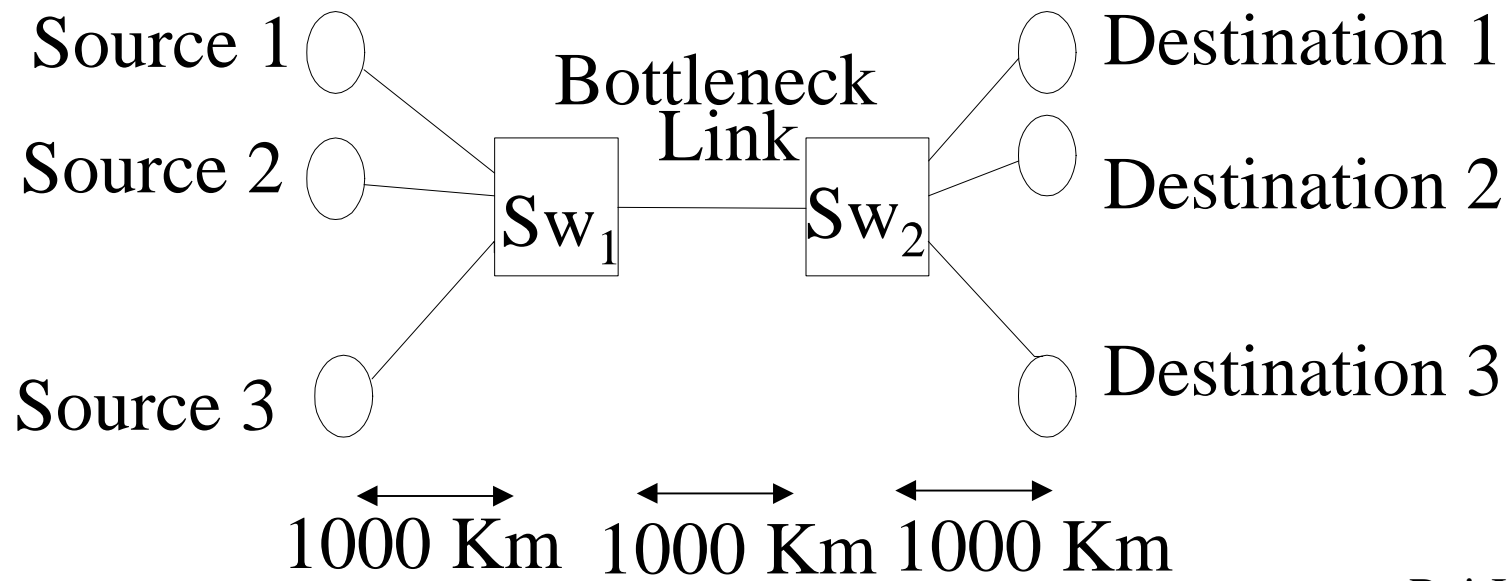 Source 1
Bottleneck
Link
Destination 1
Source 2
Destination 2
Sw₁
Sw₂
Source 3
Destination 3
1000 Km
1000 Km
1000 Km